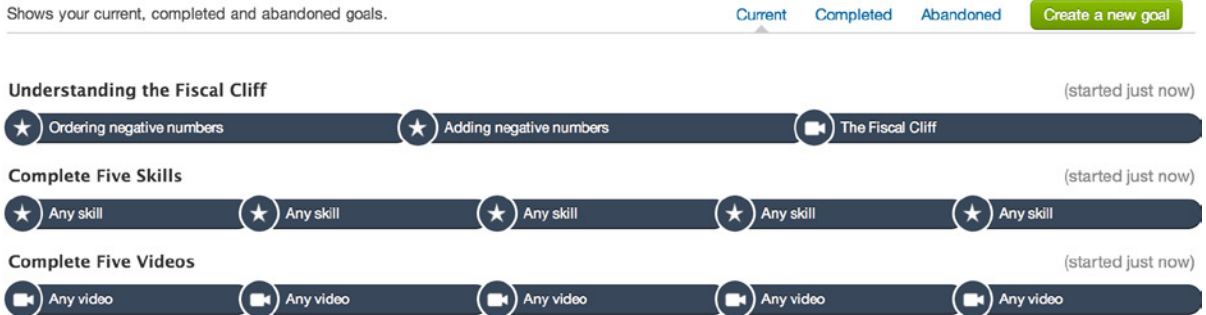 Shows your current, completed and abandoned goals. Current Completed Abandoned Create a new goal
Understanding the Fiscal Cliff (started just now)
Ordering negative numbers Adding negative numbers The Fiscal Cliff
Complete Five Skills (started just now)
Any skill Any skill Any skill Any skill Any skill
Complete Five Videos (started just now)
Any video Any video Any video Any video Any video